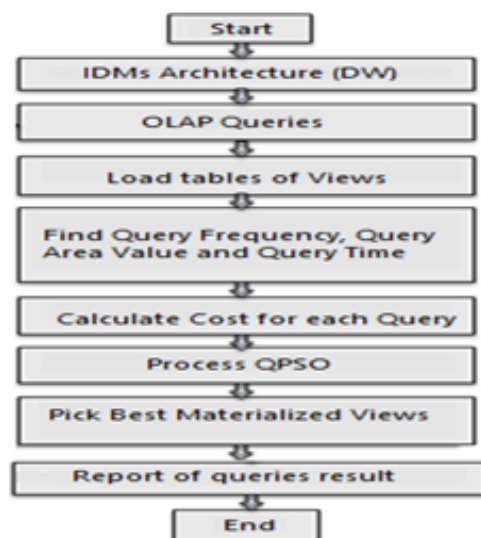 Start
IDMs Architecture (DW)
OLAP Queries
Load tables of Views
Find Query Frequency, Query
Area Value and Query Time
Calculate Cost for each Query
Process QPSO
Pick Best Materialized Views
Report of queries result
End